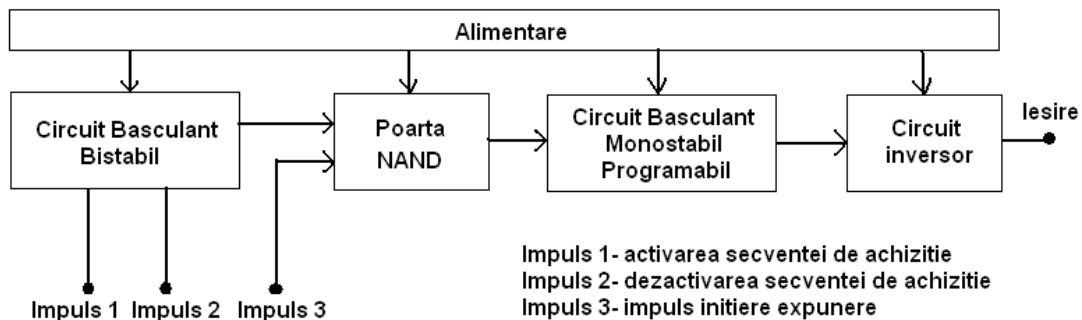 Alimentare
Circuit Basculant
Bistabil
Poarta
NAND
Circuit Basculant
Monostabil
Programabil
Circuit
inversor
Iesire
Impuls 1
Impuls 2
Impuls 3
Impuls 1- activarea secventei de achizitie
Impuls 2- dezactivarea secventei de achizitie
Impuls 3- impuls initiere expunere